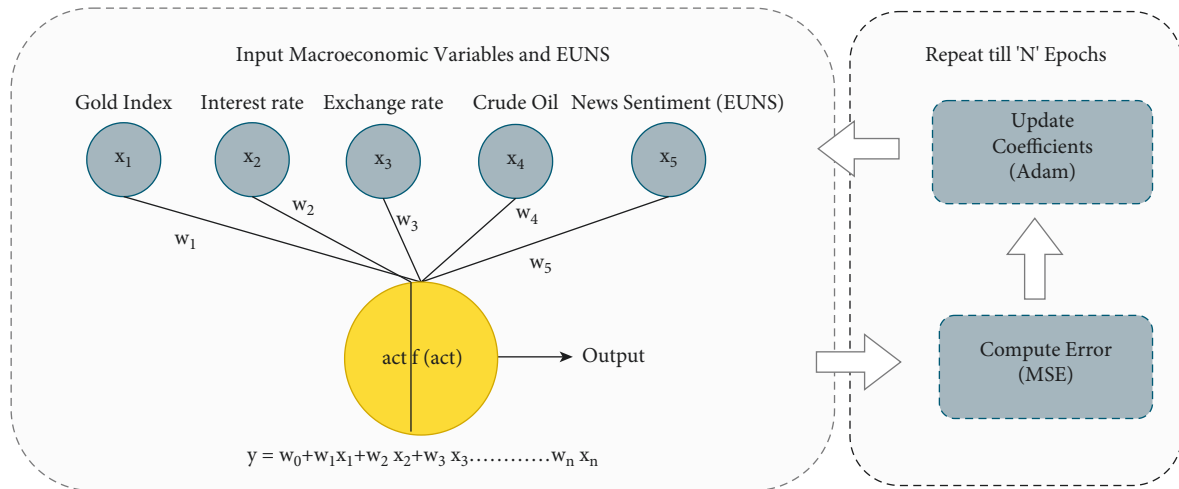 Input Macroeconomic Variables and EUNS
Gold Index
Interest rate
Exchange rate
Crude Oil
News Sentiment (EUNS)
x₁
x₂
x₃
x₄
x₅
w₁
w₂
w₃
w₄
w₅
act f (act)
Output
y = w₀+w₁x₁+w₂ x₂+w₃ x₃............wₙ xₙ
Repeat till 'N' Epochs
Update
Coefficients
(Adam)
Compute Error
(MSE)